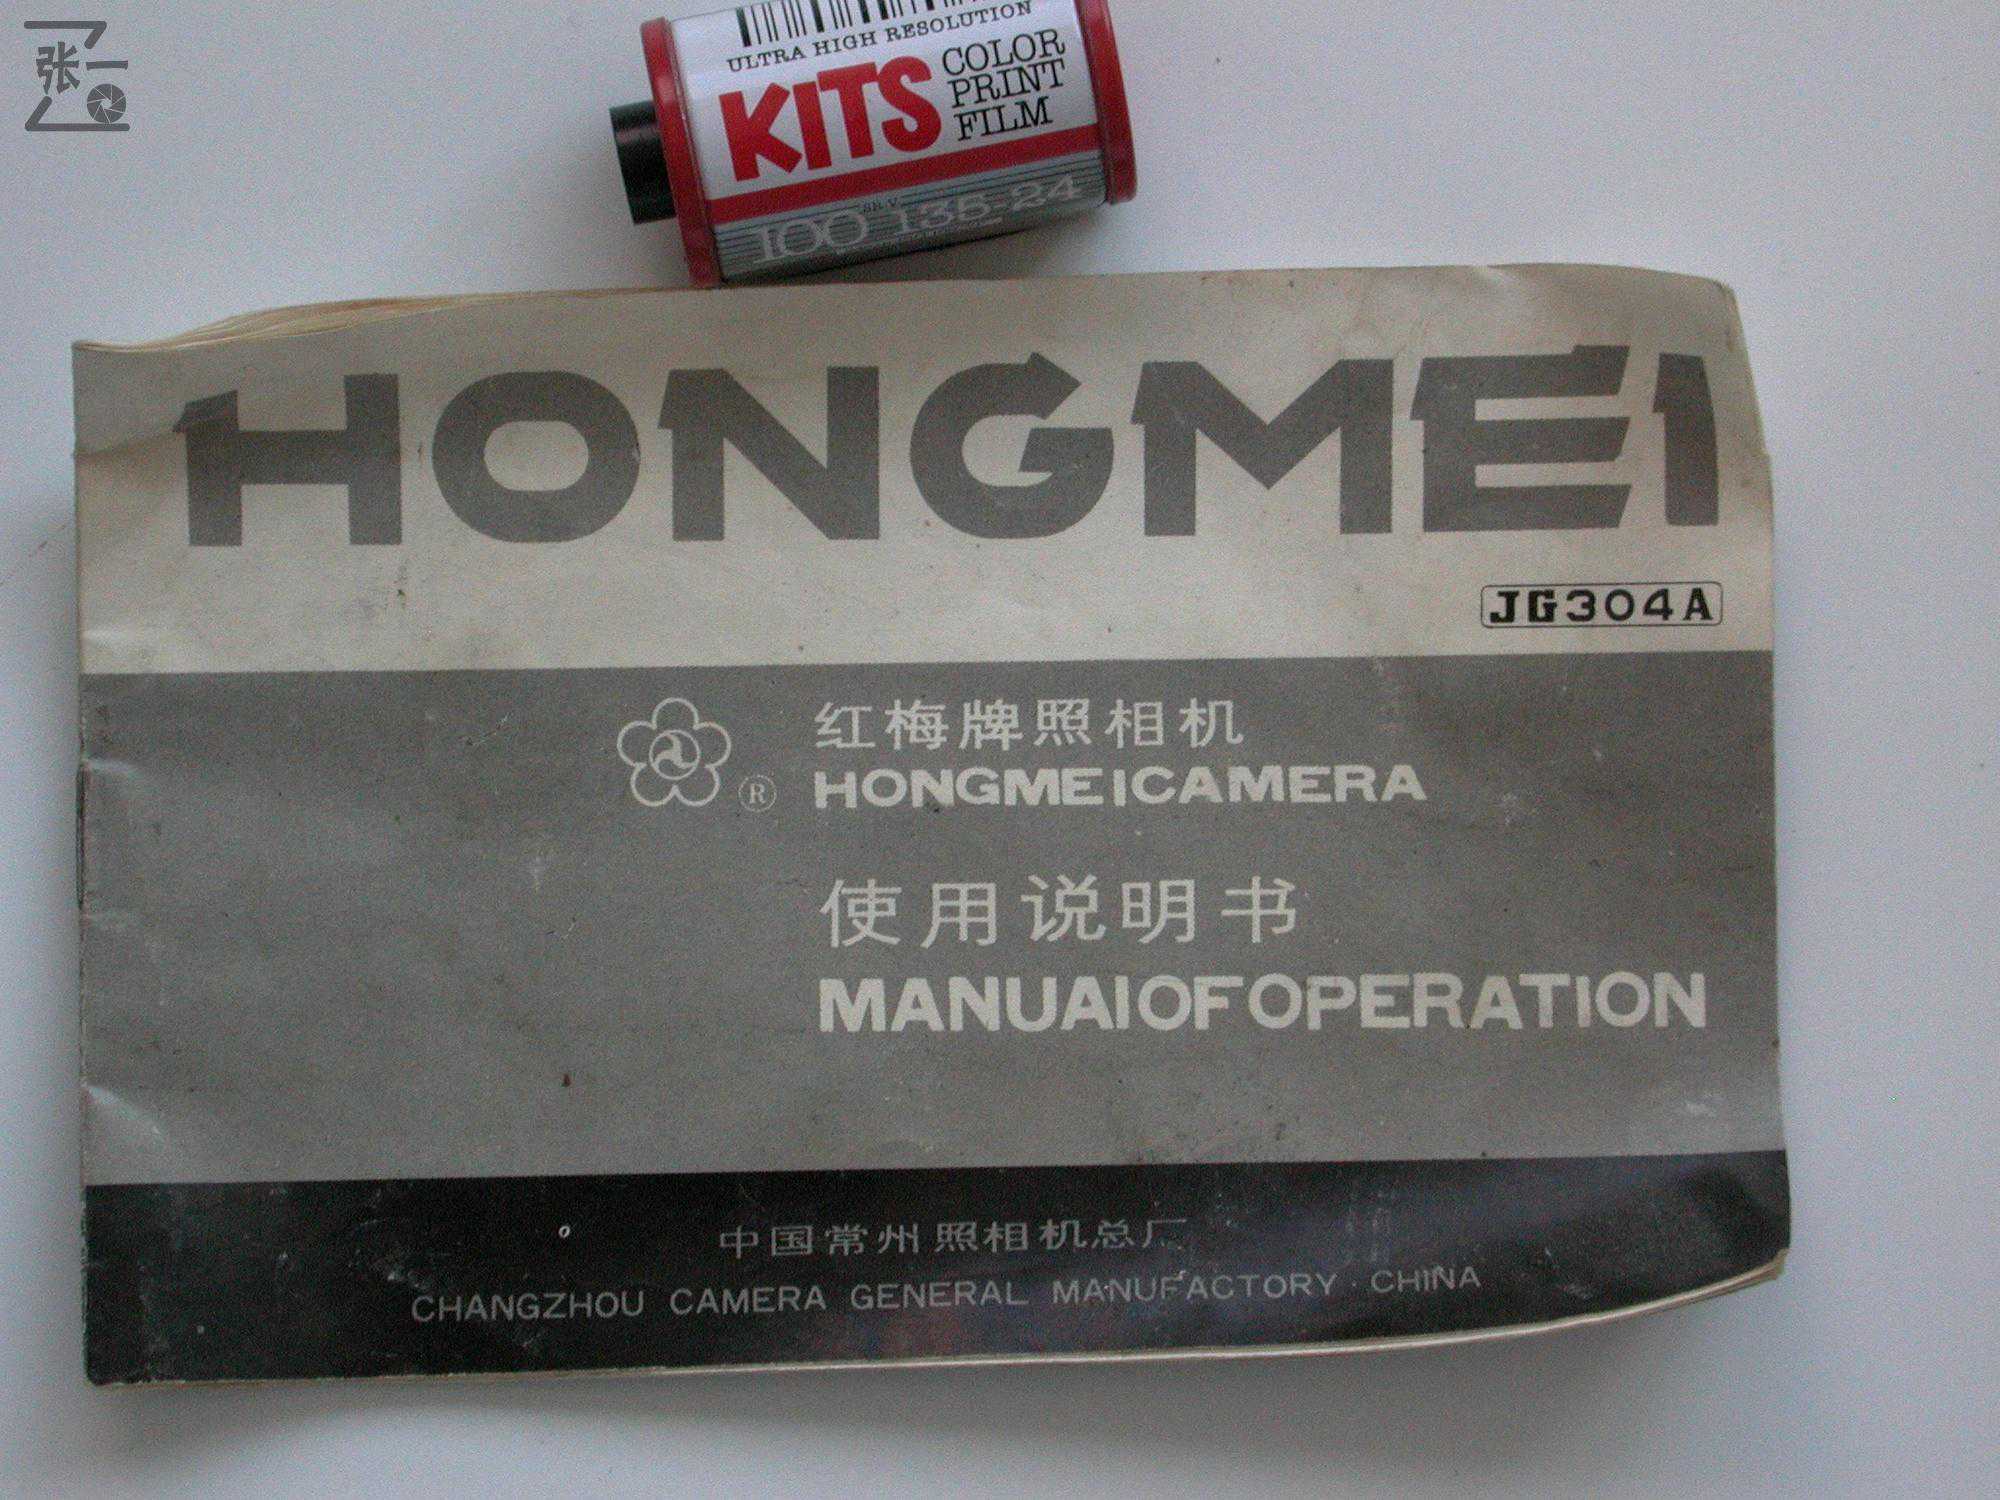 张一
ULTRA HIGH RESOLUTION
KITS
COLOR
PRINT
FILM
100 135-24
HONGMEI
JG304A
红梅牌照相机
® HONGMEICAMERA
使用说明书
MANUAlOFOPERATION
中国常州照相机总厂
CHANGZHOU CAMERA GENERAL MANUFACTORY · CHINA